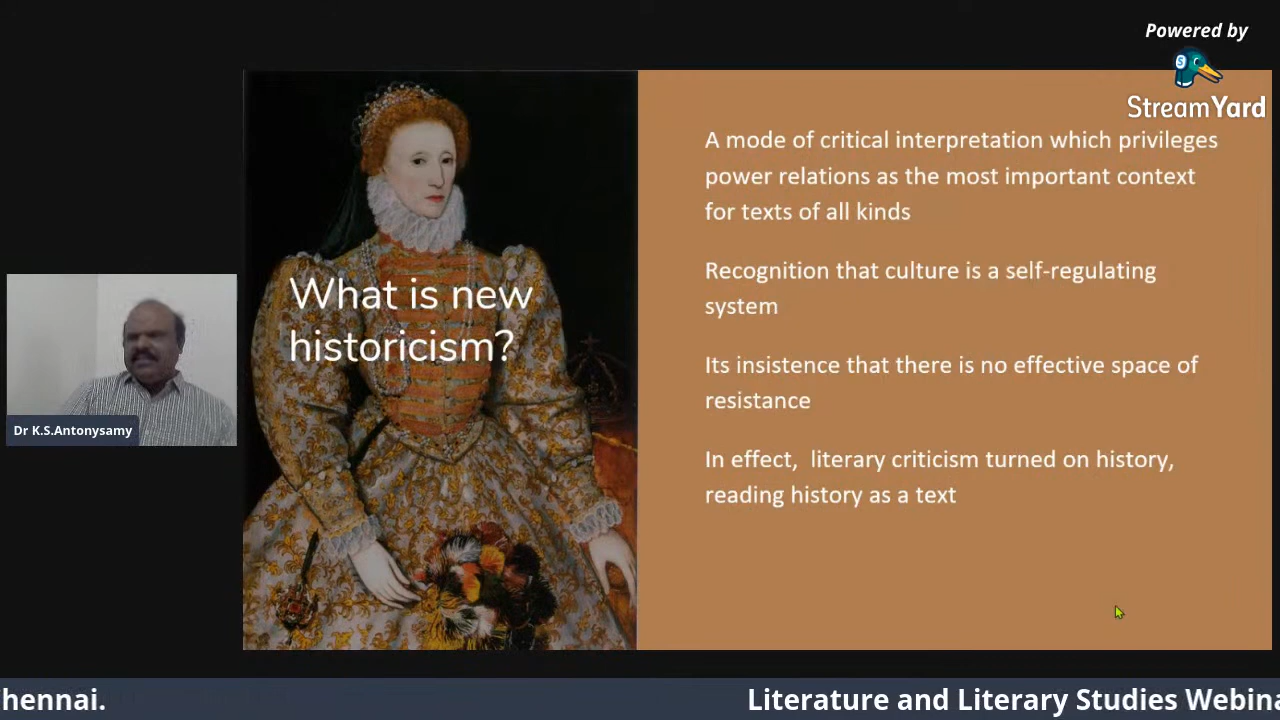 Powered by
StreamYard
A mode of critical interpretation which privileges
power relations as the most important context
for texts of all kinds
Recognition that culture is a self-regulating
system
What is new
historicism?
Its insistence that there is no effective space of
resistance
Dr K.S.Antonysamy
In effect,  literary criticism turned on history,
reading history as a text
hennai.
Literature and Literary Studies Webina